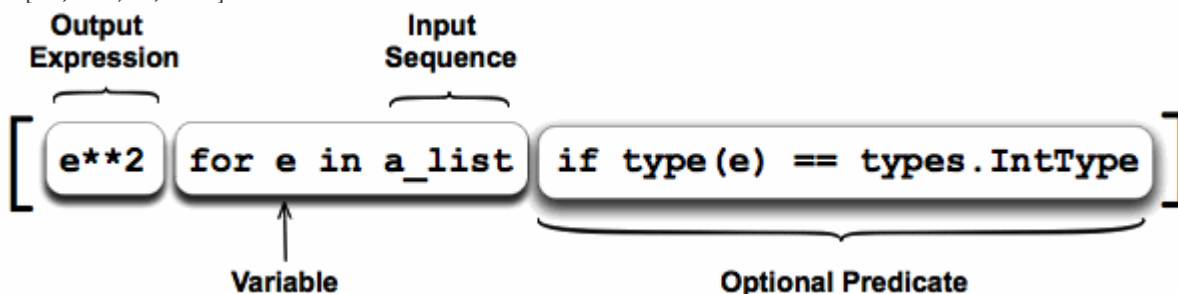 Output Input
Expression Sequence
[ e**2 for e in a_list if type(e) == types.IntType ]
Variable Optional Predicate